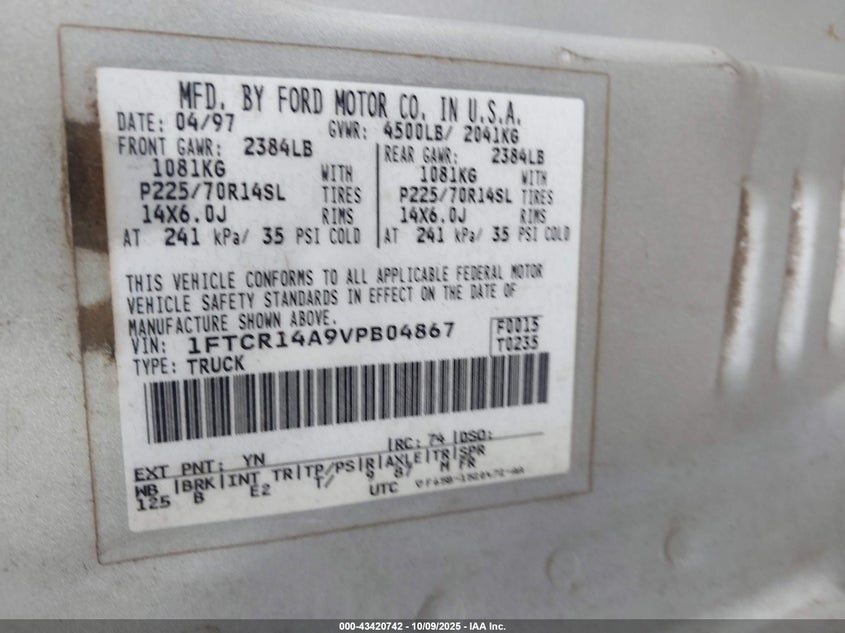 MFD. BY FORD MOTOR CO. IN U.S.A.
DATE: 04/97 GVWR: 4500LB/ 2041KG
FRONT GAWR: 2384LB REAR GAWR: 2384LB
1081KG WITH 1081KG WITH
P225/70R14SL TIRES P225/70R14SL TIRES
14X6.0J RIMS 14X6.0J RIMS
AT 241 kPa/ 35 PSI COLD AT 241 kPa/ 35 PSI COLD
THIS VEHICLE CONFORMS TO ALL APPLICABLE FEDERAL MOTOR
VEHICLE SAFETY STANDARDS IN EFFECT ON THE DATE OF
MANUFACTURE SHOWN ABOVE.
VIN: 1FTCR14A9VPB04867 F0015
TYPE: TRUCK T0235
EXT PNT: YN RC: 74 DSO:
WB BRK INT TR TP/PS R AXLE TR SPR
125 B E2 T/ 9 87 M FR
UTC
000-43420742 - 10/09/2025 - IAA Inc.